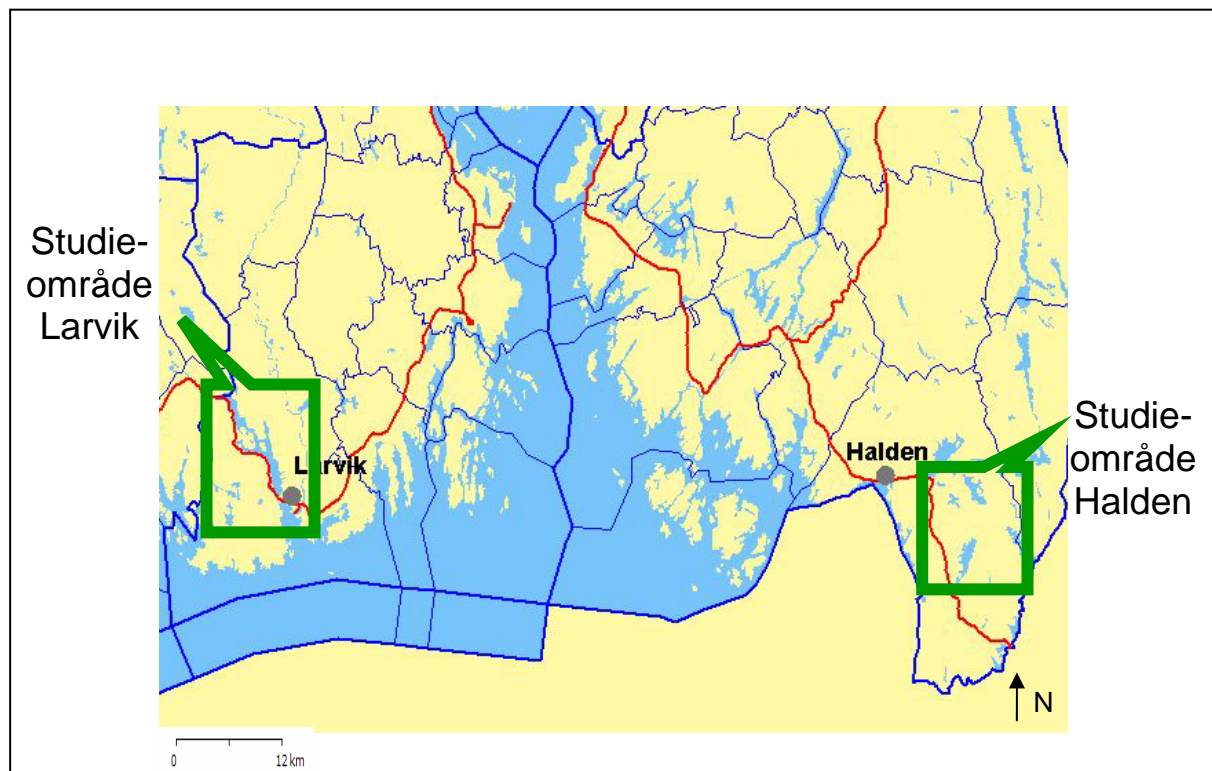 Studie-
område
Larvik
Larvik
Halden
Studie-
område
Halden
N
0 12 km